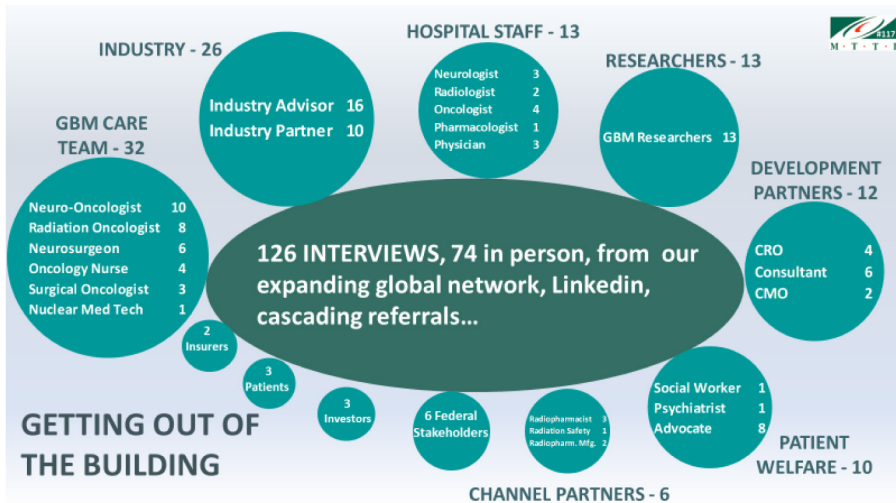 INDUSTRY - 26
Industry Advisor 16
Industry Partner 10
HOSPITAL STAFF - 13
Neurologist 3
Radiologist 2
Oncologist 4
Pharmacologist 1
Physician 3
RESEARCHERS - 13
GBM Researchers 13
#117
M · T · T · I
GBM CARE
TEAM - 32
Neuro-Oncologist 10
Radiation Oncologist 8
Neurosurgeon 6
Oncology Nurse 4
Surgical Oncologist 3
Nuclear Med Tech 1
DEVELOPMENT
PARTNERS - 12
CRO 4
Consultant 6
CMO 2
126 INTERVIEWS, 74 in person, from our
expanding global network, Linkedin,
cascading referrals...
2
Insurers
3
Patients
3
Investors
6 Federal
Stakeholders
Radiopharmacist 3
Radiation Safety 1
Radiopharm. Mfg. 2
CHANNEL PARTNERS - 6
Social Worker 1
Psychiatrist 1
Advocate 8
PATIENT
WELFARE - 10
GETTING OUT OF
THE BUILDING